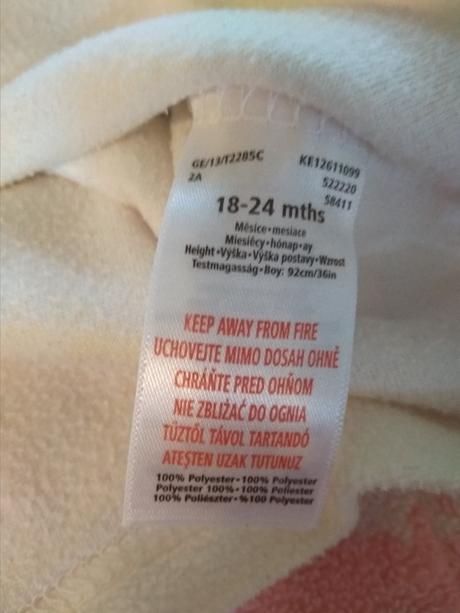 GE/13/T2285C KE12611099
2A 522220
58411
18-24 mths
Měsíce•mesiace
Miesiécy•hónap•ay
Height•Výška•Výška postavy•Wzrost
Testmagasság•Boy: 92cm/36in
KEEP AWAY FROM FIRE
UCHOVEJTE MIMO DOSAH OHNĚ
CHRÁŇTE PRED OHŇOM
NIE ZBLIŻAĆ DO OGNIA
TŰZTŐL TÁVOL TARTANDÓ
ATEŞTEN UZAK TUTUNUZ
100% Polyester•100% Polyester
Polyester 100%•100% Poliester
100% Poliészter•%100 Polyester